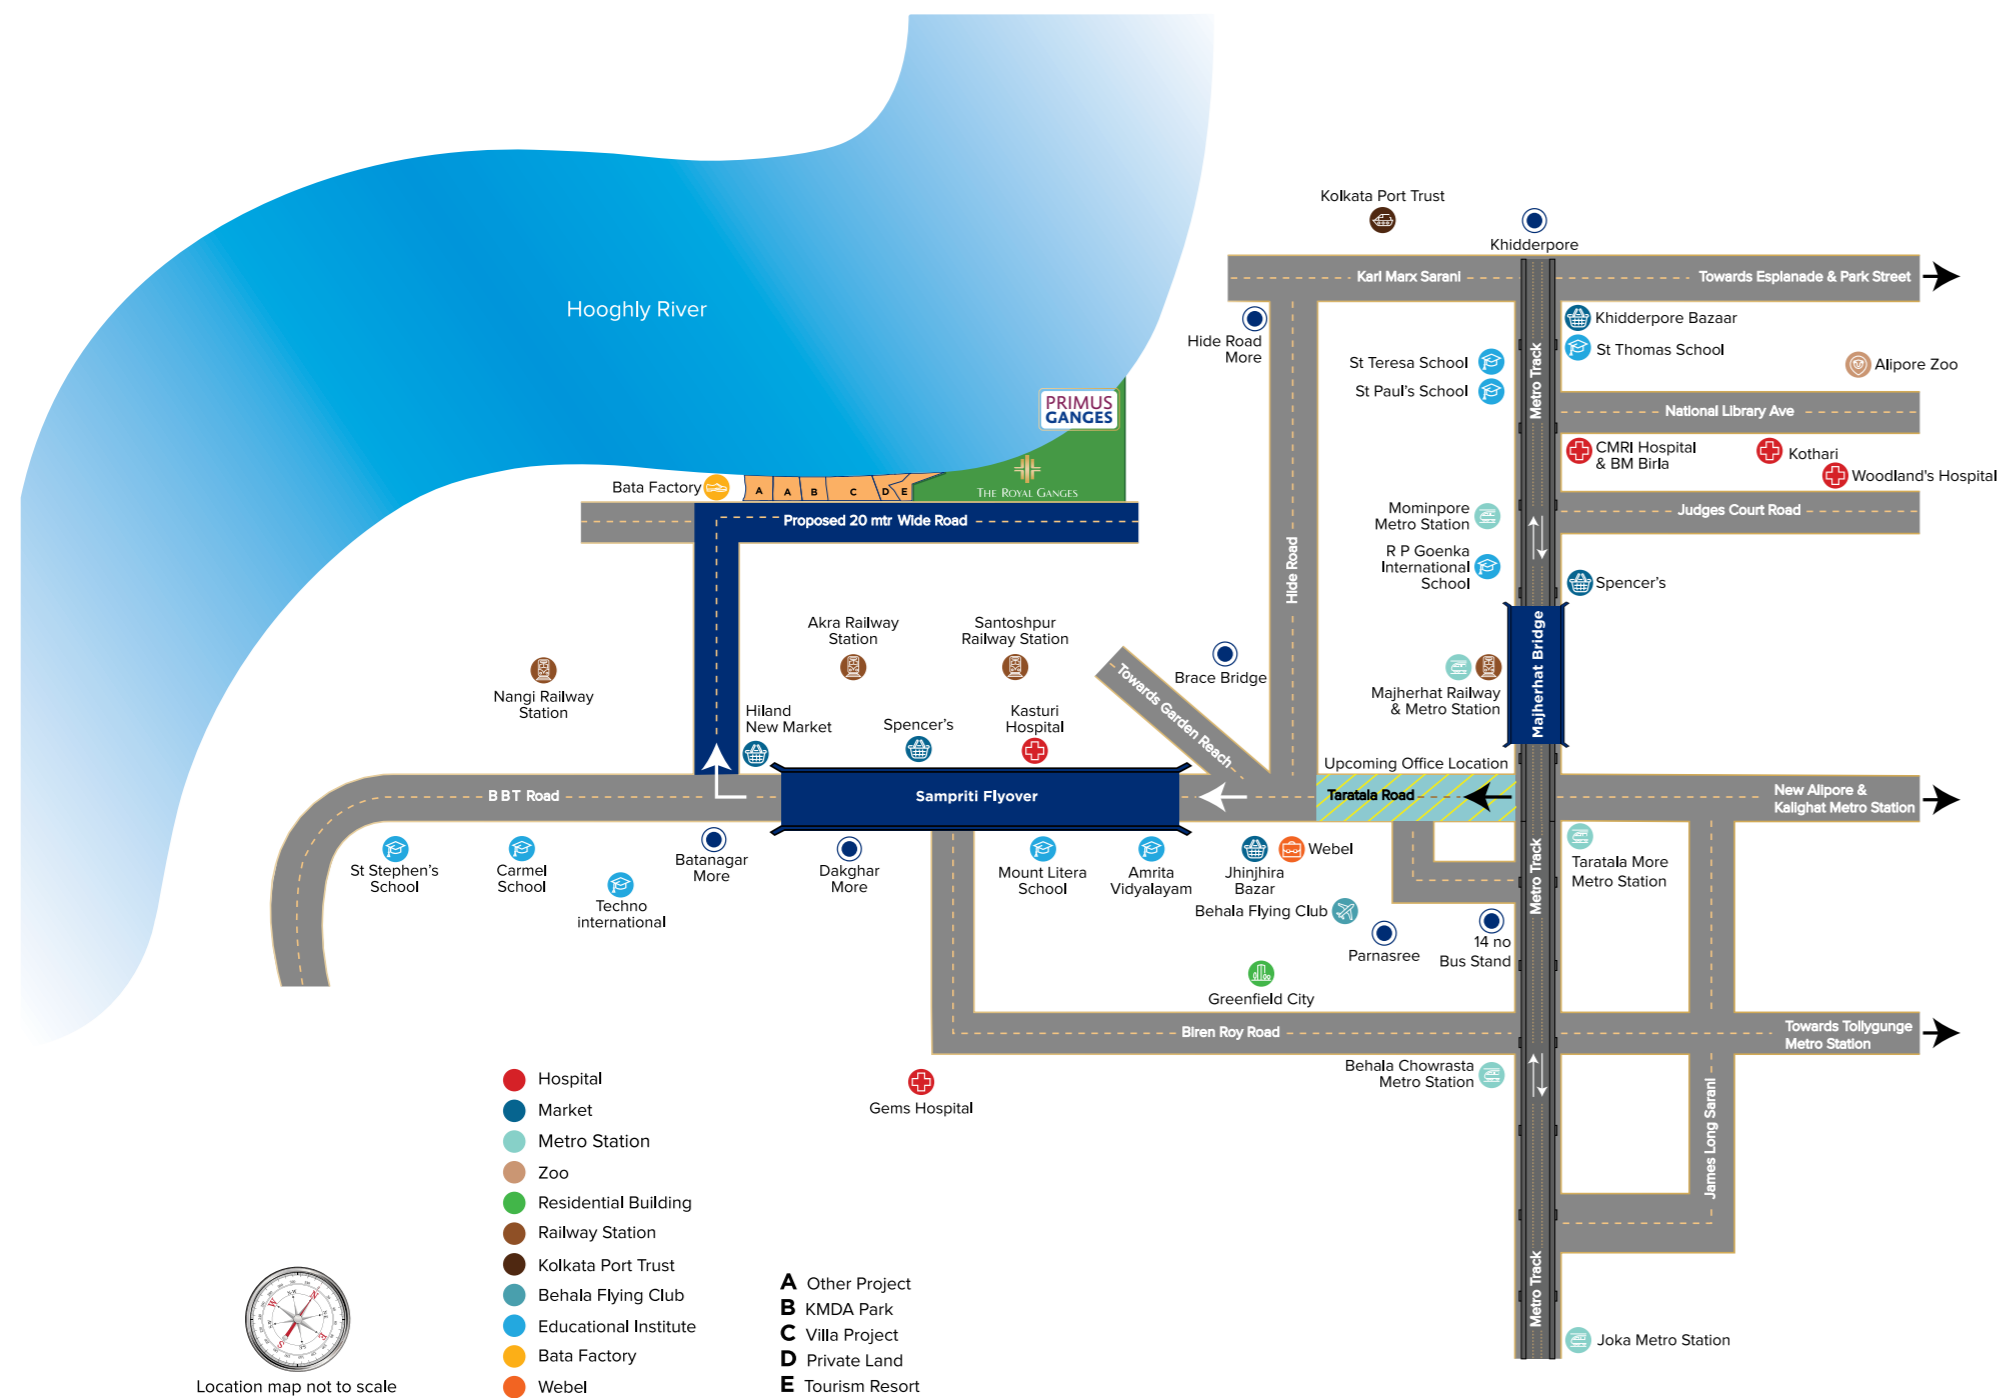 Kolkata Port Trust
Khidderpore
Karl Marx Sarani
Towards Esplanade & Park Street
Hooghly River
Hide Road
More
Khidderpore Bazaar
St Thomas School
St Teresa School
St Paul's School
Alipore Zoo
Metro Track
National Library Ave
PRIMUS
GANGES
THE ROYAL GANGES
CMRI Hospital
& BM Birla
Kothari
Woodland's Hospital
Bata Factory
A
A
B
C
D
E
Proposed 20 mtr Wide Road
Mominpore
Metro Station
Judges Court Road
R P Goenka
International
School
Hide Road
Spencer's
Akra Railway
Station
Santoshpur
Railway Station
Majherhat Bridge
Nangi Railway
Station
Brace Bridge
Towards Garden Reach
Majherhat Railway
& Metro Station
Hiland
New Market
Spencer's
Kasturi
Hospital
Upcoming Office Location
B B T Road
Sampriti Flyover
Taratala Road
New Alipore &
Kalighat Metro Station
St Stephen's
School
Carmel
School
Techno
international
Batanagar
More
Dakghar
More
Mount Litera
School
Amrita
Vidyalayam
Jhinjhira
Bazar
Webel
Taratala More
Metro Station
Metro Track
Behala Flying Club
Parnasree
14 no
Bus Stand
Greenfield City
Biren Roy Road
Towards Tollygunge
Metro Station
Behala Chowrasta
Metro Station
Gems Hospital
James Long Sarani
Metro Track
Joka Metro Station
Hospital
Market
Metro Station
Zoo
Residential Building
Railway Station
Kolkata Port Trust
Behala Flying Club
Educational Institute
Bata Factory
Webel
A Other Project
B KMDA Park
C Villa Project
D Private Land
E Tourism Resort
N
W
E
S
Location map not to scale